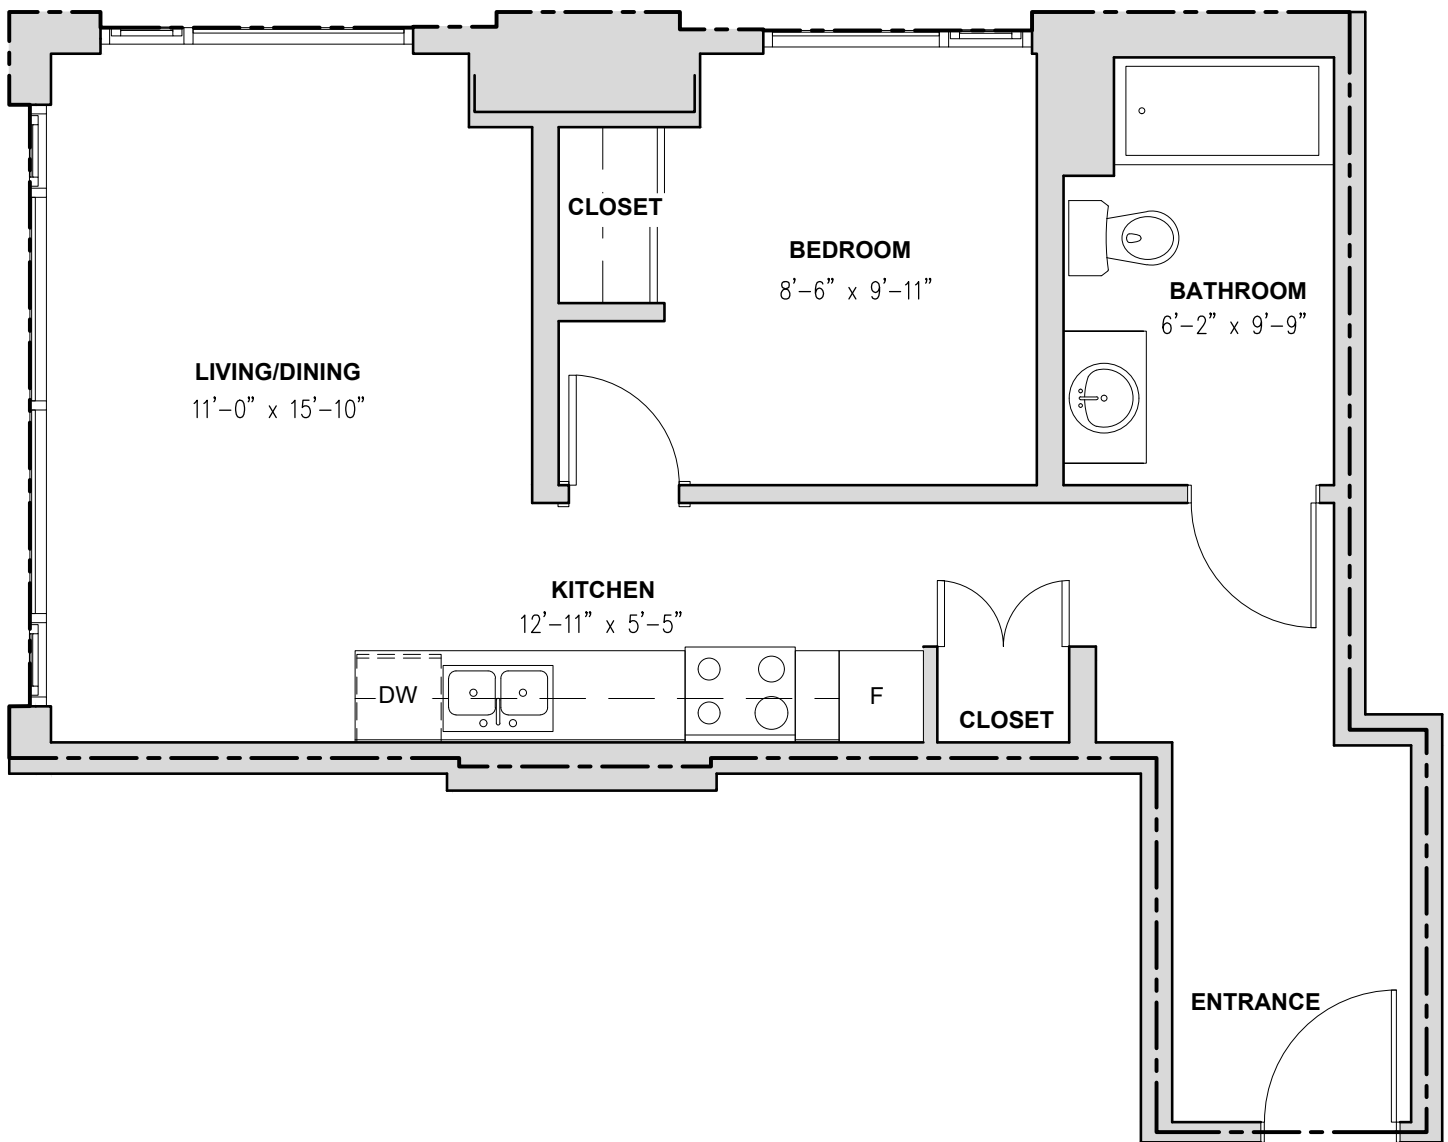 CLOSET
BEDROOM
8’-6” x 9’-11”
BATHROOM
6’-2” x 9’-9”
LIVING/DINING
11’-0” x 15’-10”
KITCHEN
12’-11” x 5’-5”
DW
F
CLOSET
ENTRANCE